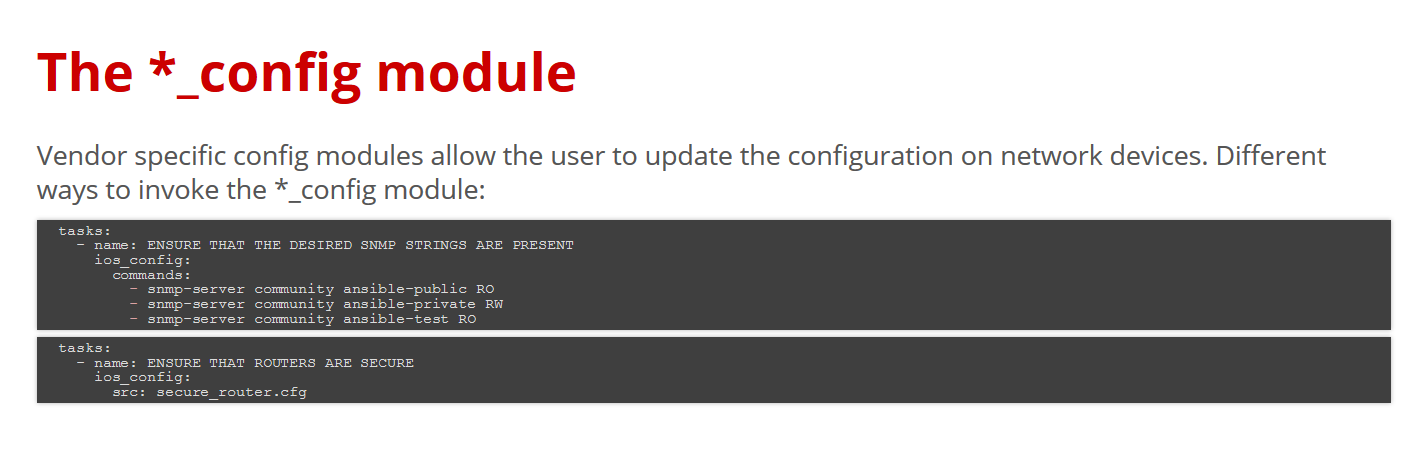 The *_config module
Vendor specific config modules allow the user to update the configuration on network devices. Different
ways to invoke the *_config module:
tasks:
  - name: ENSURE THAT THE DESIRED SNMP STRINGS ARE PRESENT
    ios_config:
      commands:
        - snmp-server community ansible-public RO
        - snmp-server community ansible-private RW
        - snmp-server community ansible-test RO
tasks:
  - name: ENSURE THAT ROUTERS ARE SECURE
    ios_config:
      src: secure_router.cfg